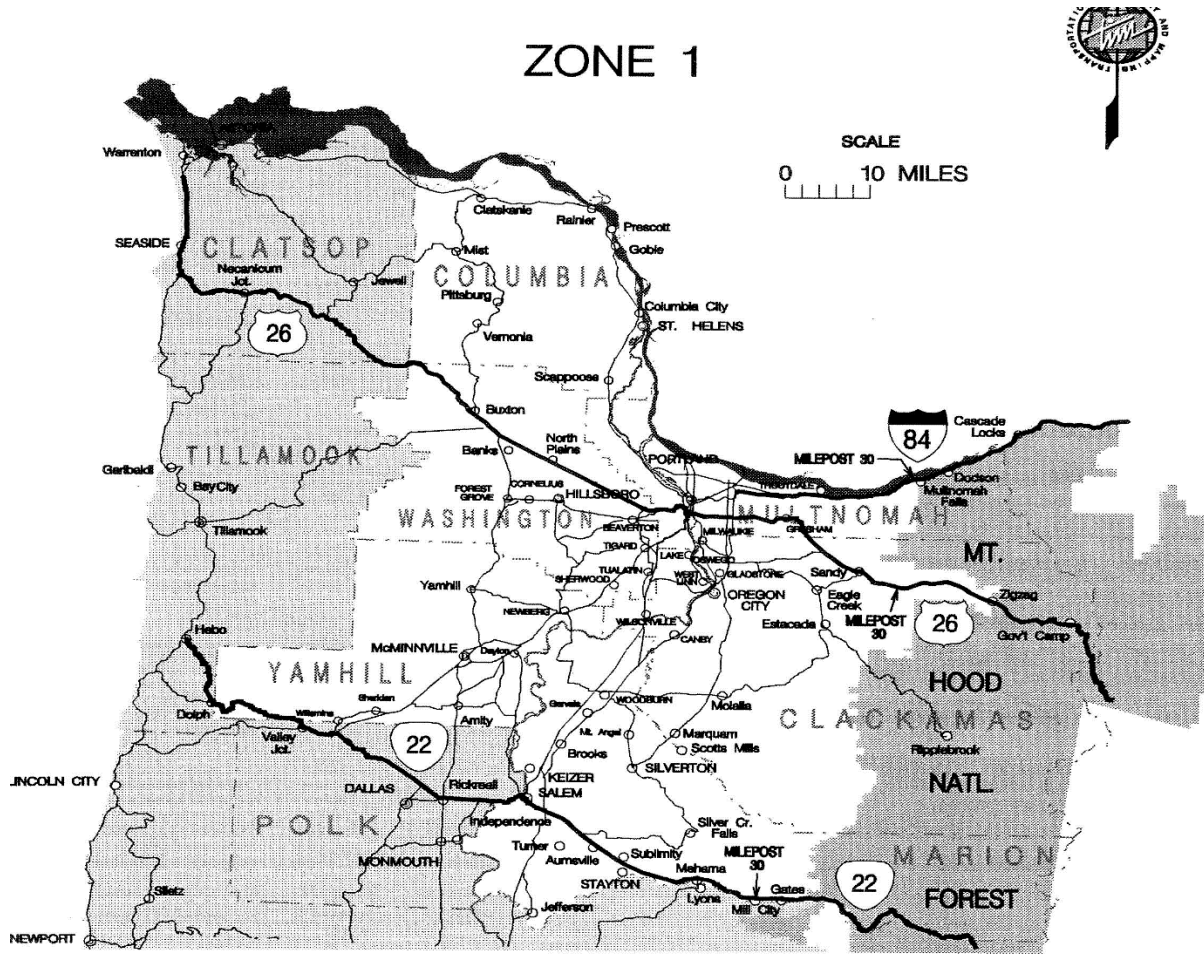 ZONE 1
TRANSPORTATION
AND MAPPING
tim
SCALE
0 10 MILES
Warrenton
ASTORIA
Clatskanie
Rainier
Prescott
Goble
SEASIDE
CLATSOP
Necanicum
Jct.
Jewell
Mist
COLUMBIA
Pittsburg
Columbia City
ST. HELENS
26
Vernonia
Scappoose
Buxton
84
Cascade
Locks
TILLAMOOK
Banks
North
Plains
PORTLAND
MILEPOST 30
Garibaldi
Bay City
Dodson
Multnomah
Falls
TROUTDALE
CORNELIUS
FOREST
GROVE
HILLSBORO
WASHINGTON
MULTNOMAH
Tillamook
BEAVERTON
GRESHAM
MILWAUKIE
TIGARD
LAKE
OSWEGO
MT.
TUALATIN
SHERWOOD
WEST
LINN
GLADSTONE
Sandy
Yamhill
OREGON
CITY
Eagle
Creek
Zigzag
NEWBERG
WILSONVILLE
Estacada
MILEPOST
30
26
Gov't Camp
Hebo
CANBY
McMINNVILLE
Dayton
YAMHILL
HOOD
Sheridan
Willamina
Dolph
Valley
Jct.
Amity
Gervais
WOODBURN
Molalla
CLACKAMAS
22
Mt. Angel
Marquam
Scotts Mills
Brooks
Ripplebrook
LINCOLN CITY
KEIZER
SALEM
SILVERTON
NATL.
DALLAS
Rickreall
POLK
Independence
Silver Cr.
Falls
MONMOUTH
Turner
Aumsville
Sublimity
STAYTON
Mehama
Lyons
MILEPOST
30
MARION
Gates
Mill City
22
FOREST
Siletz
Jefferson
NEWPORT